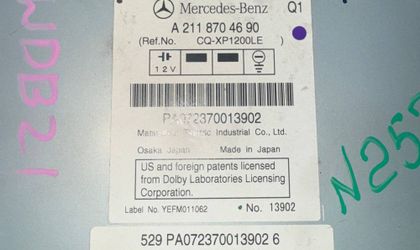 Mercedes-Benz Q1
A 211 870 46 90
(Ref.No. CQ-XP1200LE )
12V
PA072370013902
Electric Industrial Co., Ltd.
Osaka Japan Made in Japan
US and foreign patents licensed
from Dolby Laboratories Licensing
Corporation.
Label No. YEFM011062 • No. 13902
529 PA072370013902 6
WDB21
N25